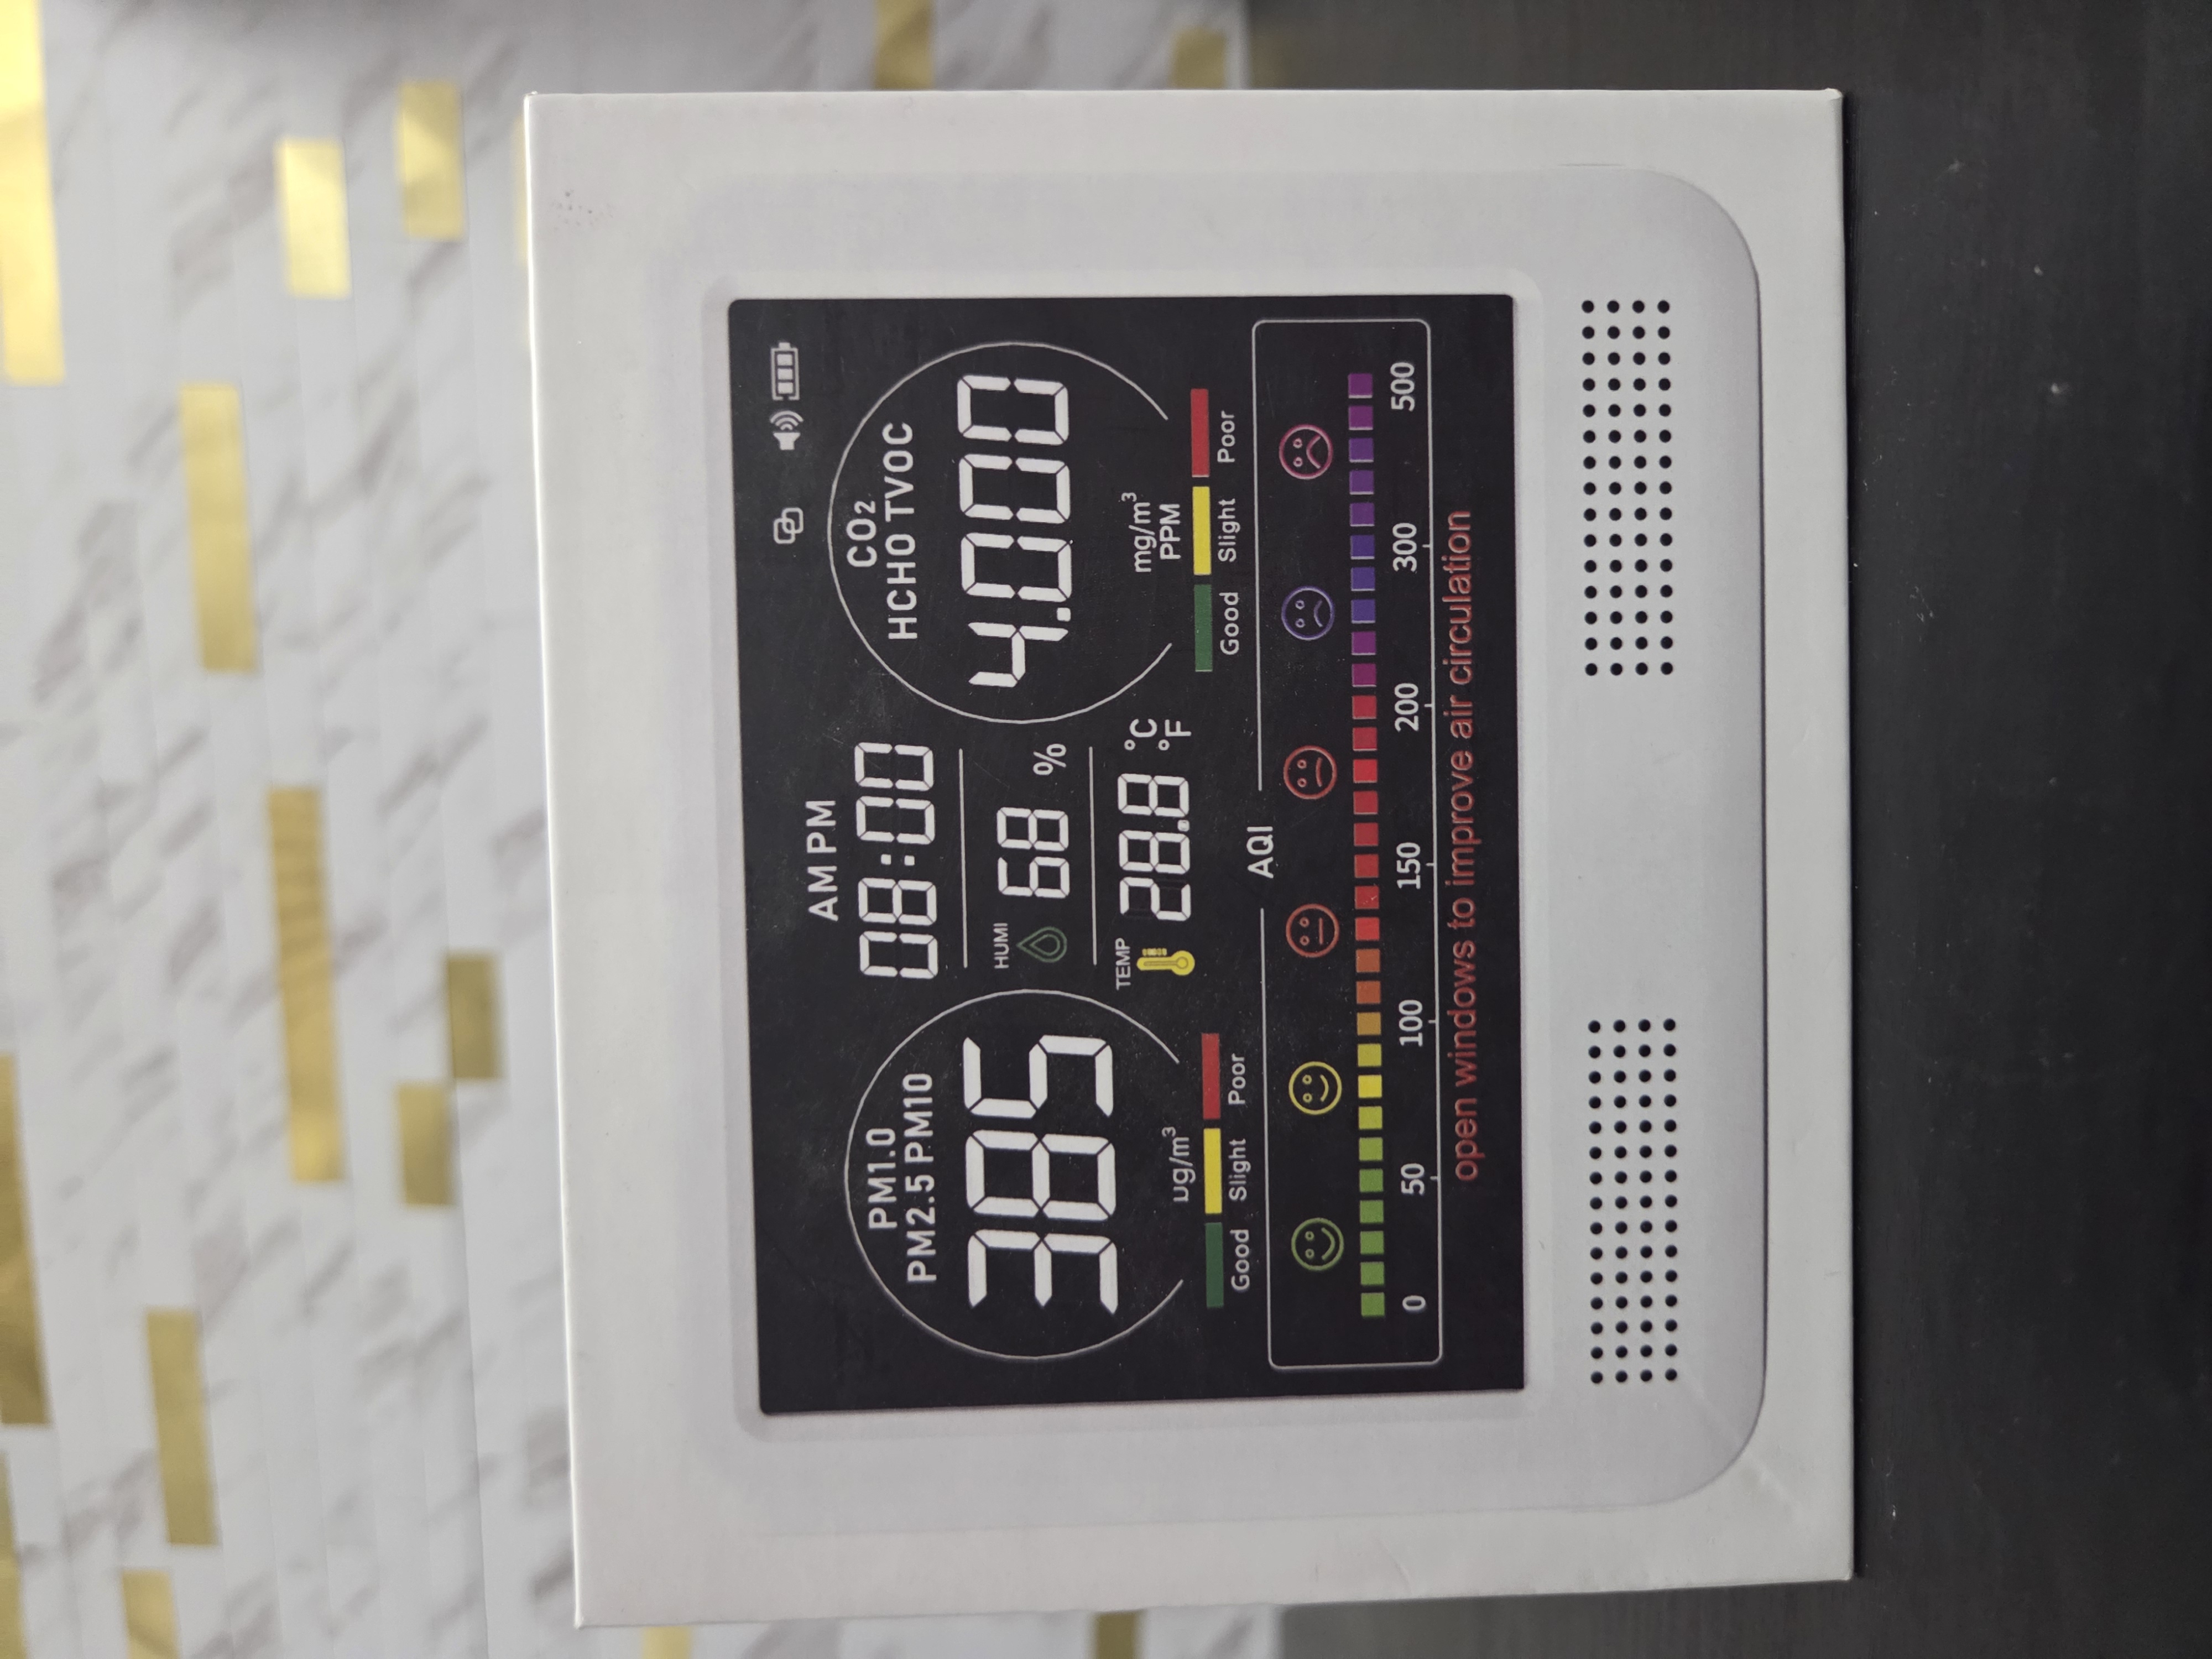 AM PM
08:00
PM1.0
PM2.5 PM10
385
ug/m³
Good Slight Poor
HUMI
68 %
TEMP
28.8 °C
°F
CO₂
HCHO TVOC
4.000
mg/m³
PPM
Good Slight Poor
AQI
0 50 100 150 200 300 500
open windows to improve air circulation